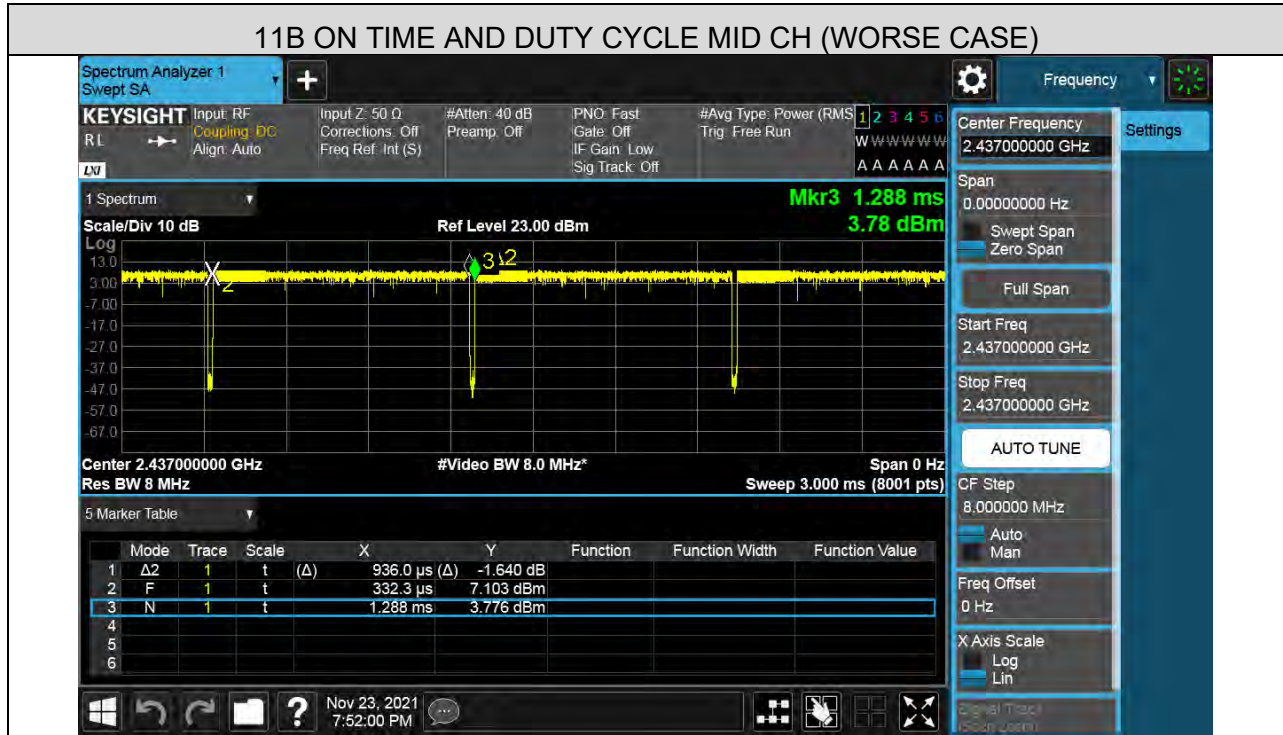 11B ON TIME AND DUTY CYCLE MID CH (WORSE CASE)
Spectrum Analyzer 1
Swept SA
Frequency
KEYSIGHT Input: RF Input Z: 50 Ω #Atten: 40 dB PNO: Fast #Avg Type: Power (RMS 1 2 3 4 5 6
RL Coupling: DC Corrections: Off Preamp: Off Gate: Off Trig: Free Run W W W W W W
Align: Auto Freq Ref: Int (S) IF Gain: Low A A A A A A
LXI Sig Track: Off
1 Spectrum
Mkr3 1.288 ms
Scale/Div 10 dB Ref Level 23.00 dBm 3.78 dBm
Log
13.0
3.00
-7.00
-17.0
-27.0
-37.0
-47.0
-57.0
-67.0
X
2
3
2
Center 2.437000000 GHz #Video BW 8.0 MHz* Span 0 Hz
Res BW 8 MHz Sweep 3.000 ms (8001 pts)
5 Marker Table
Mode Trace Scale X Y Function Function Width Function Value
1 Δ2 1 t (Δ) 936.0 µs (Δ) -1.640 dB
2 F 1 t 332.3 µs 7.103 dBm
3 N 1 t 1.288 ms 3.776 dBm
4
5
6
Nov 23, 2021
7:52:00 PM
Center Frequency
2.437000000 GHz
Settings
Span
0.00000000 Hz
Swept Span
Zero Span
Full Span
Start Freq
2.437000000 GHz
Stop Freq
2.437000000 GHz
AUTO TUNE
CF Step
8.000000 MHz
Auto
Man
Freq Offset
0 Hz
X Axis Scale
Log
Lin
Signal Track
(Span Zoom)